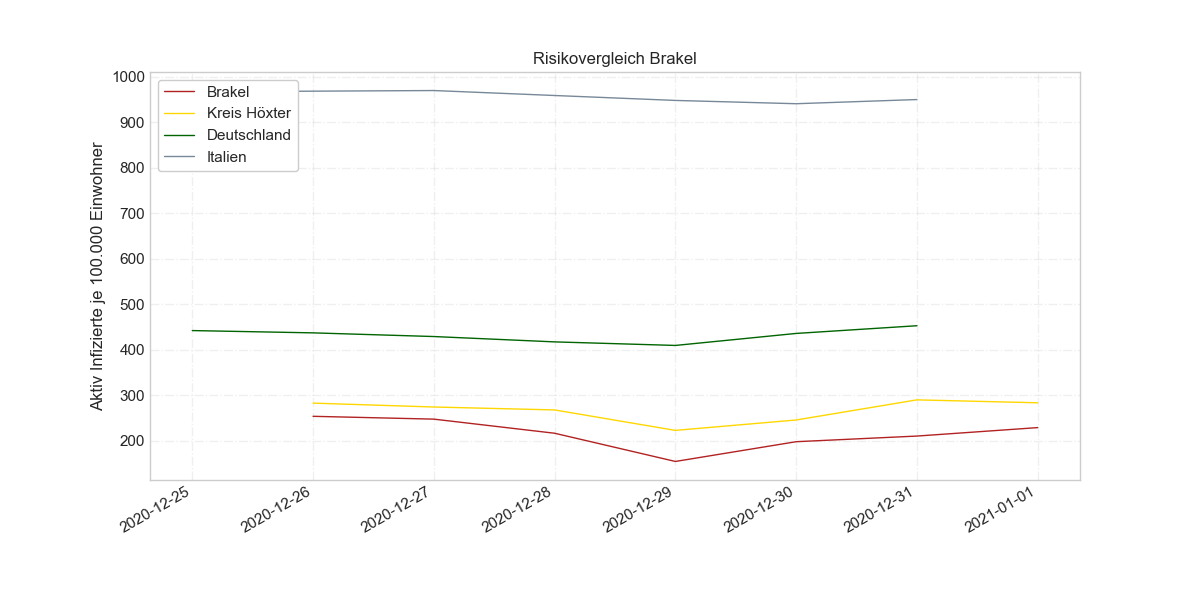 Risikovergleich Brakel
Aktiv Infizierte je 100.000 Einwohner
1000
900
800
700
600
500
400
300
200
Brakel
Kreis Höxter
Deutschland
Italien
2020-12-25
2020-12-26
2020-12-27
2020-12-28
2020-12-29
2020-12-30
2020-12-31
2021-01-01